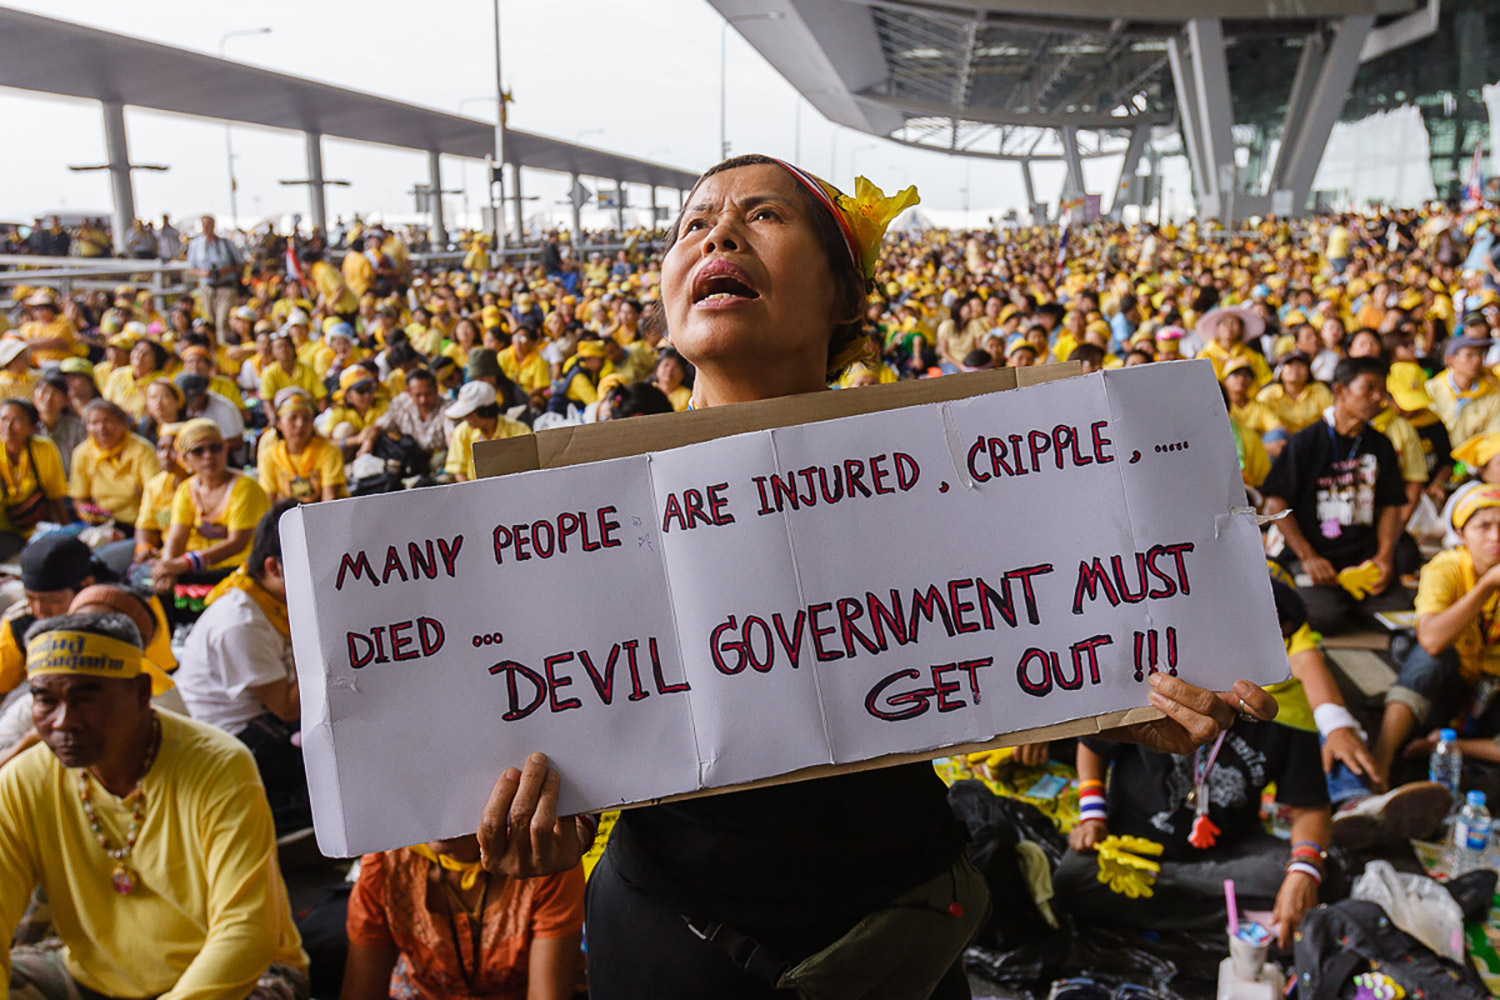 MANY PEOPLE ARE INJURED , CRIPPLE , ......
DIED ... DEVIL GOVERNMENT MUST
GET OUT !!!